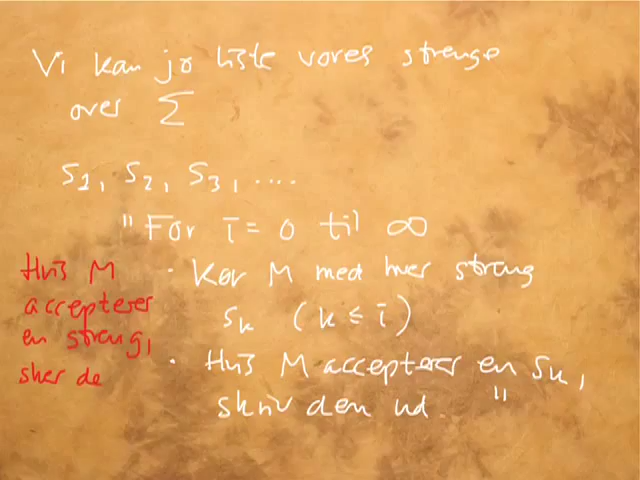 Vi kan jo liste vores strenge
over Σ
S1, S2, S3, ....
"For i = 0 til ∞
· Kør M med hver streng
Sk (k ≤ i)
· Hvis M accepterer en Sk,
skriv den ud "
Hvis M
accepterer
en streng,
sker de